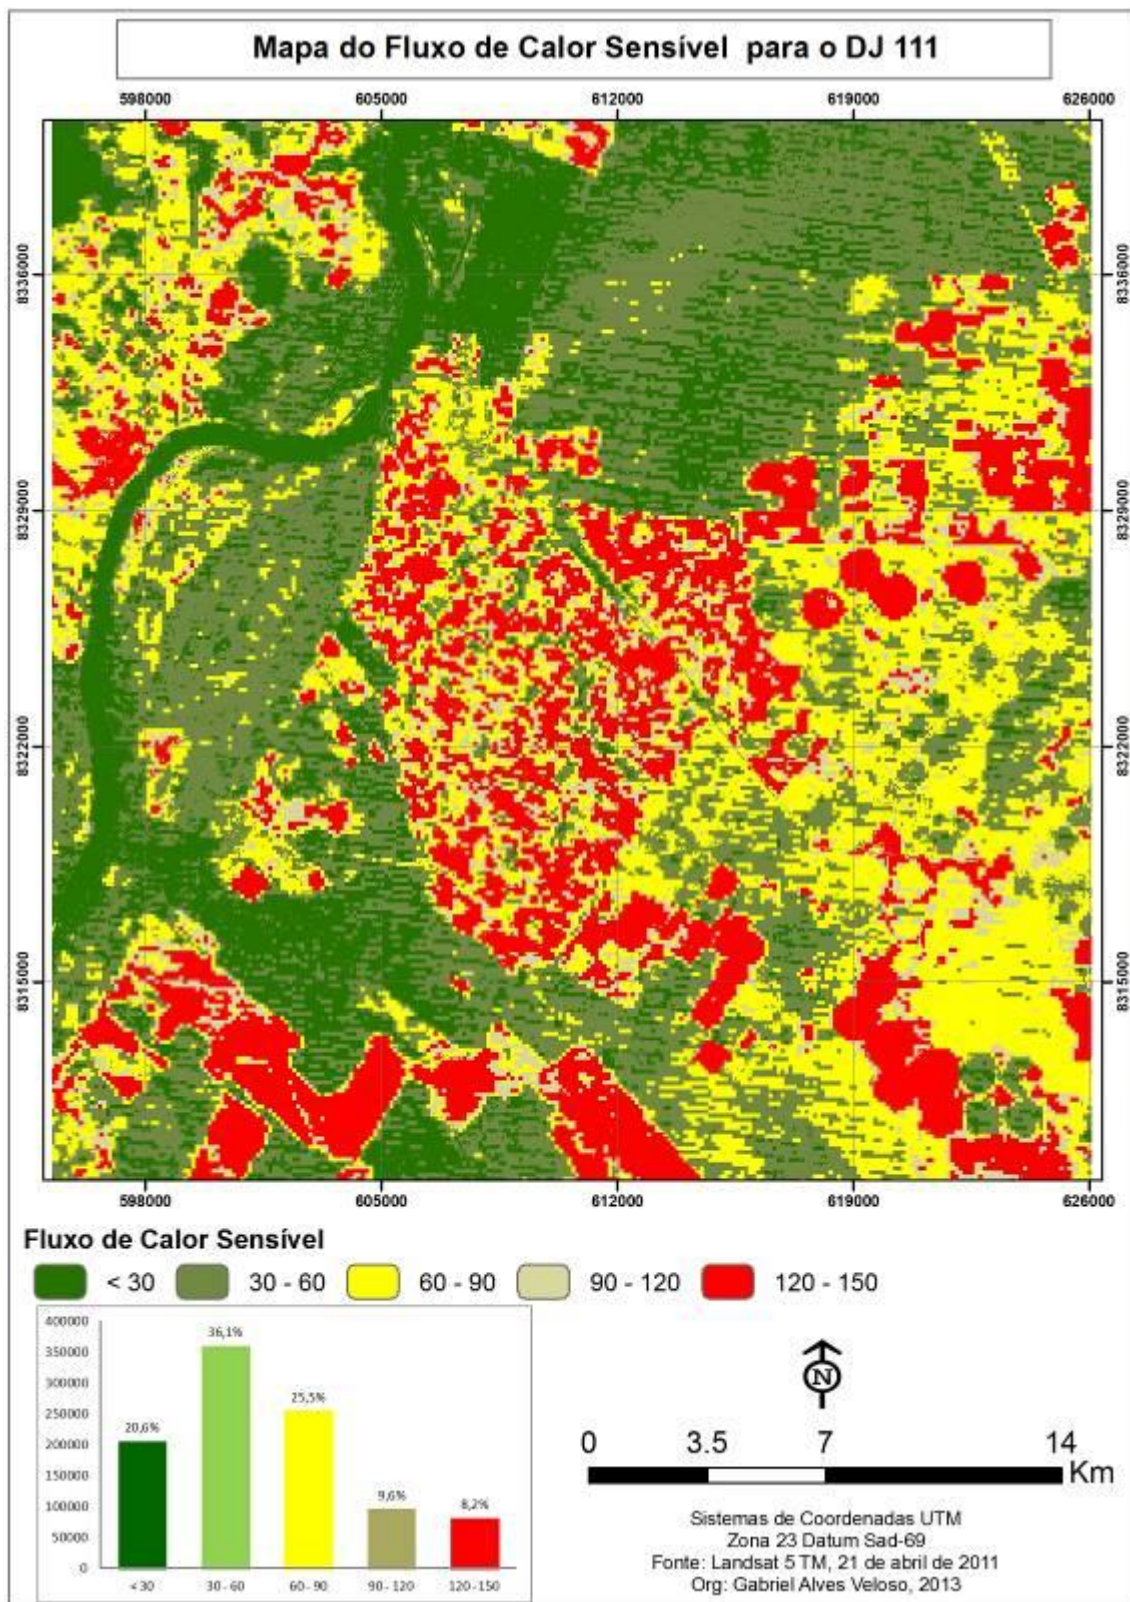 Mapa do Fluxo de Calor Sensível para o DJ 111
598000 605000 612000 619000 626000
8336000 8336000
8329000 8329000
8322000 8322000
8315000 8315000
598000 605000 612000 619000 626000
Fluxo de Calor Sensível
< 30 30 - 60 60 - 90 90 - 120 120 - 150
400000
350000
300000
250000
200000
150000
100000
50000
0
20,6% 36,1% 25,5% 9,6% 8,2%
< 30 30 - 60 60 - 90 90 - 120 120 -150
N
0 3.5 7 14
Km
Sistemas de Coordenadas UTM
Zona 23 Datum Sad-69
Fonte: Landsat 5 TM, 21 de abril de 2011
Org: Gabriel Alves Veloso, 2013